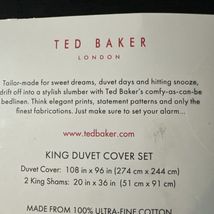 TED BAKER
LONDON
Tailor-made for sweet dreams, duvet days and hitting snooze,
drift off into a stylish slumber with Ted Baker's comfy-as-can-be
bedlinen. Think elegant prints, statement patterns and only the
finest fabrications. Just make sure to set your alarm...
www.tedbaker.com
KING DUVET COVER SET
Duvet Cover: 108 in x 96 in (274 cm x 244 cm)
2 King Shams: 20 in x 36 in (51 cm x 91 cm)
MADE FROM 100% ULTRA-FINE COTTON